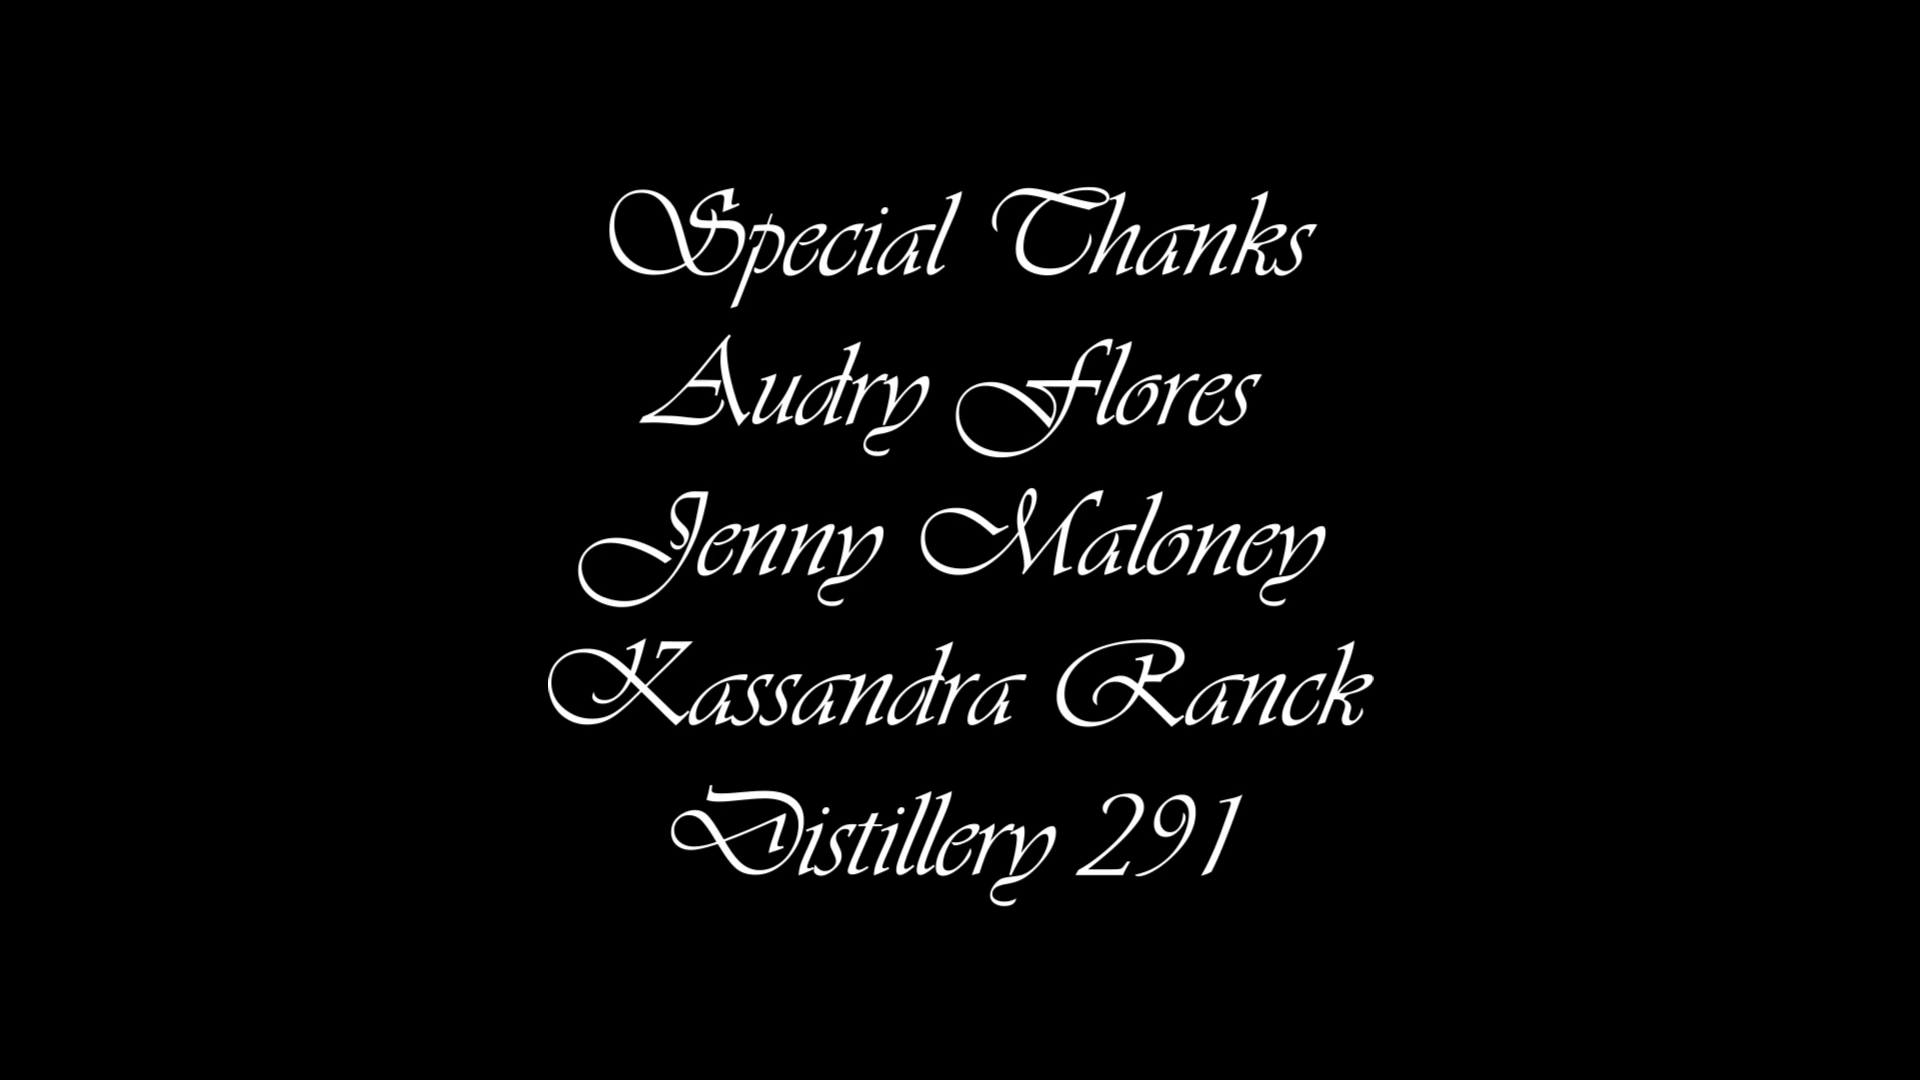 Special Thanks
Audry Flores
Jenny Maloney
Kassandra Ranck
Distillery 291